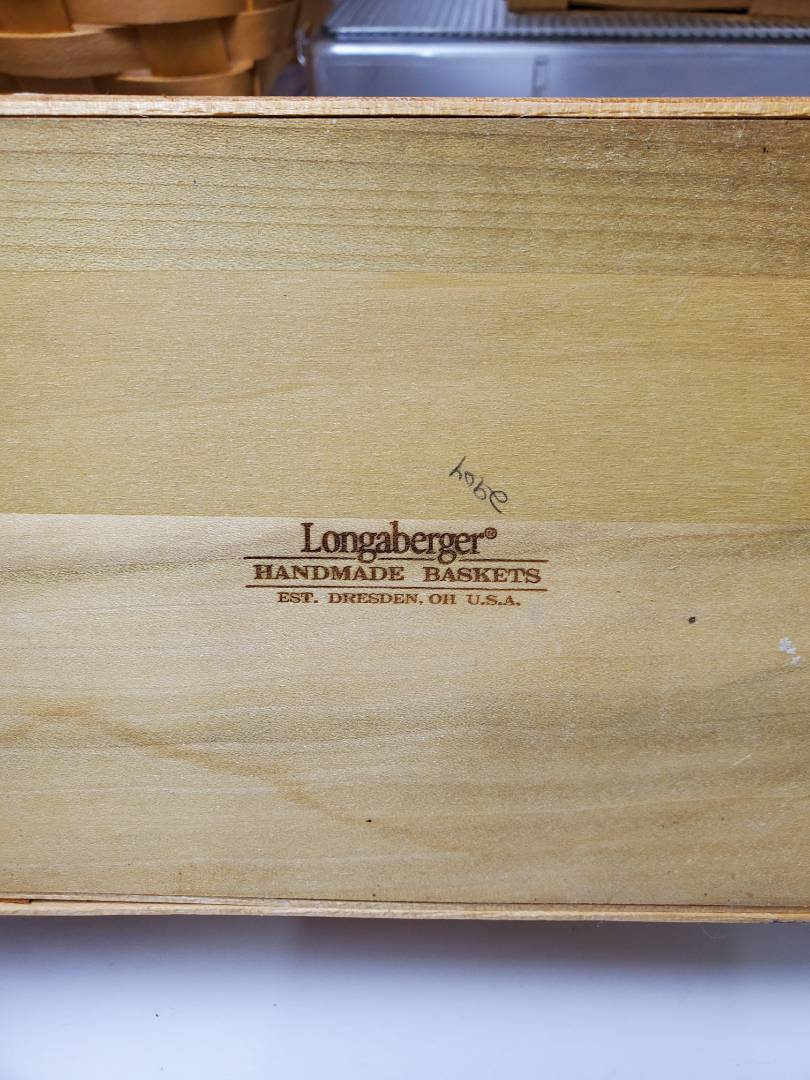 Longaberger®
HANDMADE BASKETS
EST. DRESDEN, OH U.S.A.